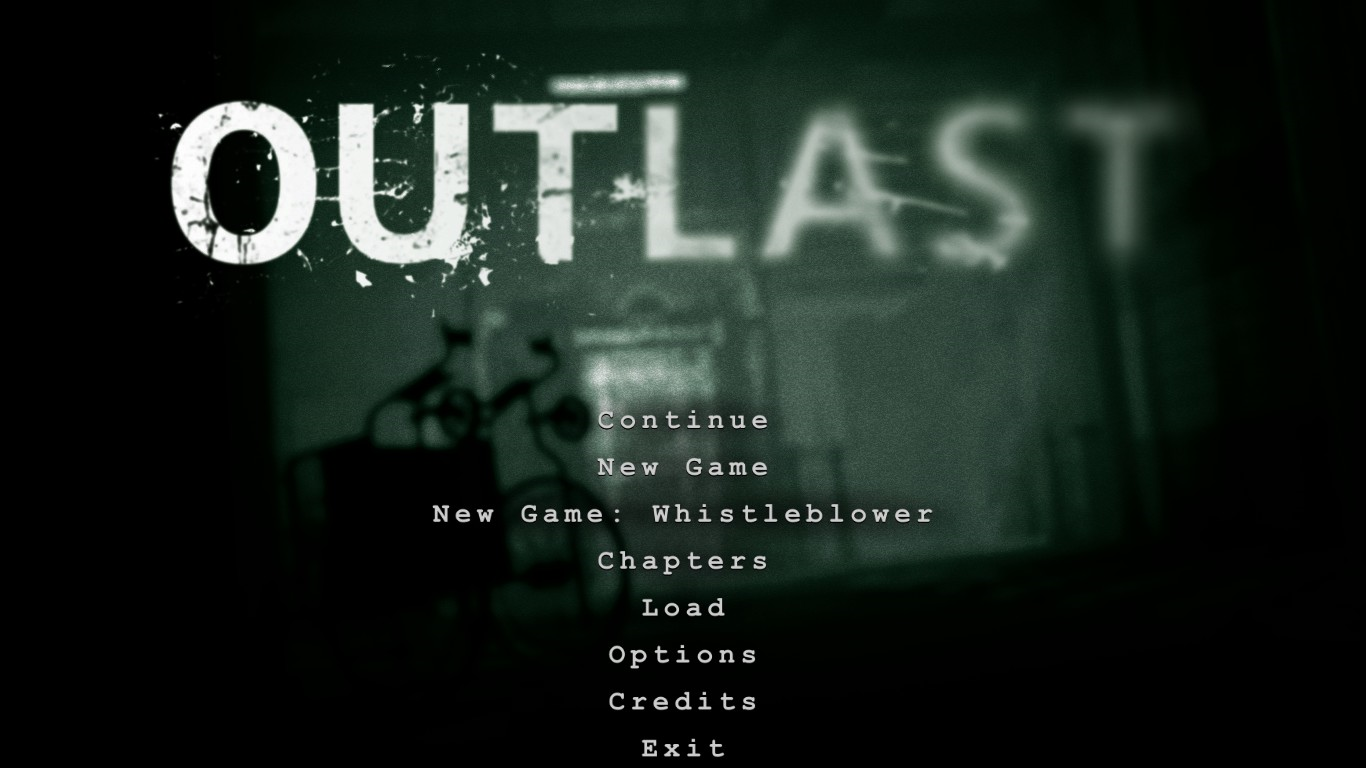 OUTLAST
Continue
New Game
New Game: Whistleblower
Chapters
Load
Options
Credits
Exit